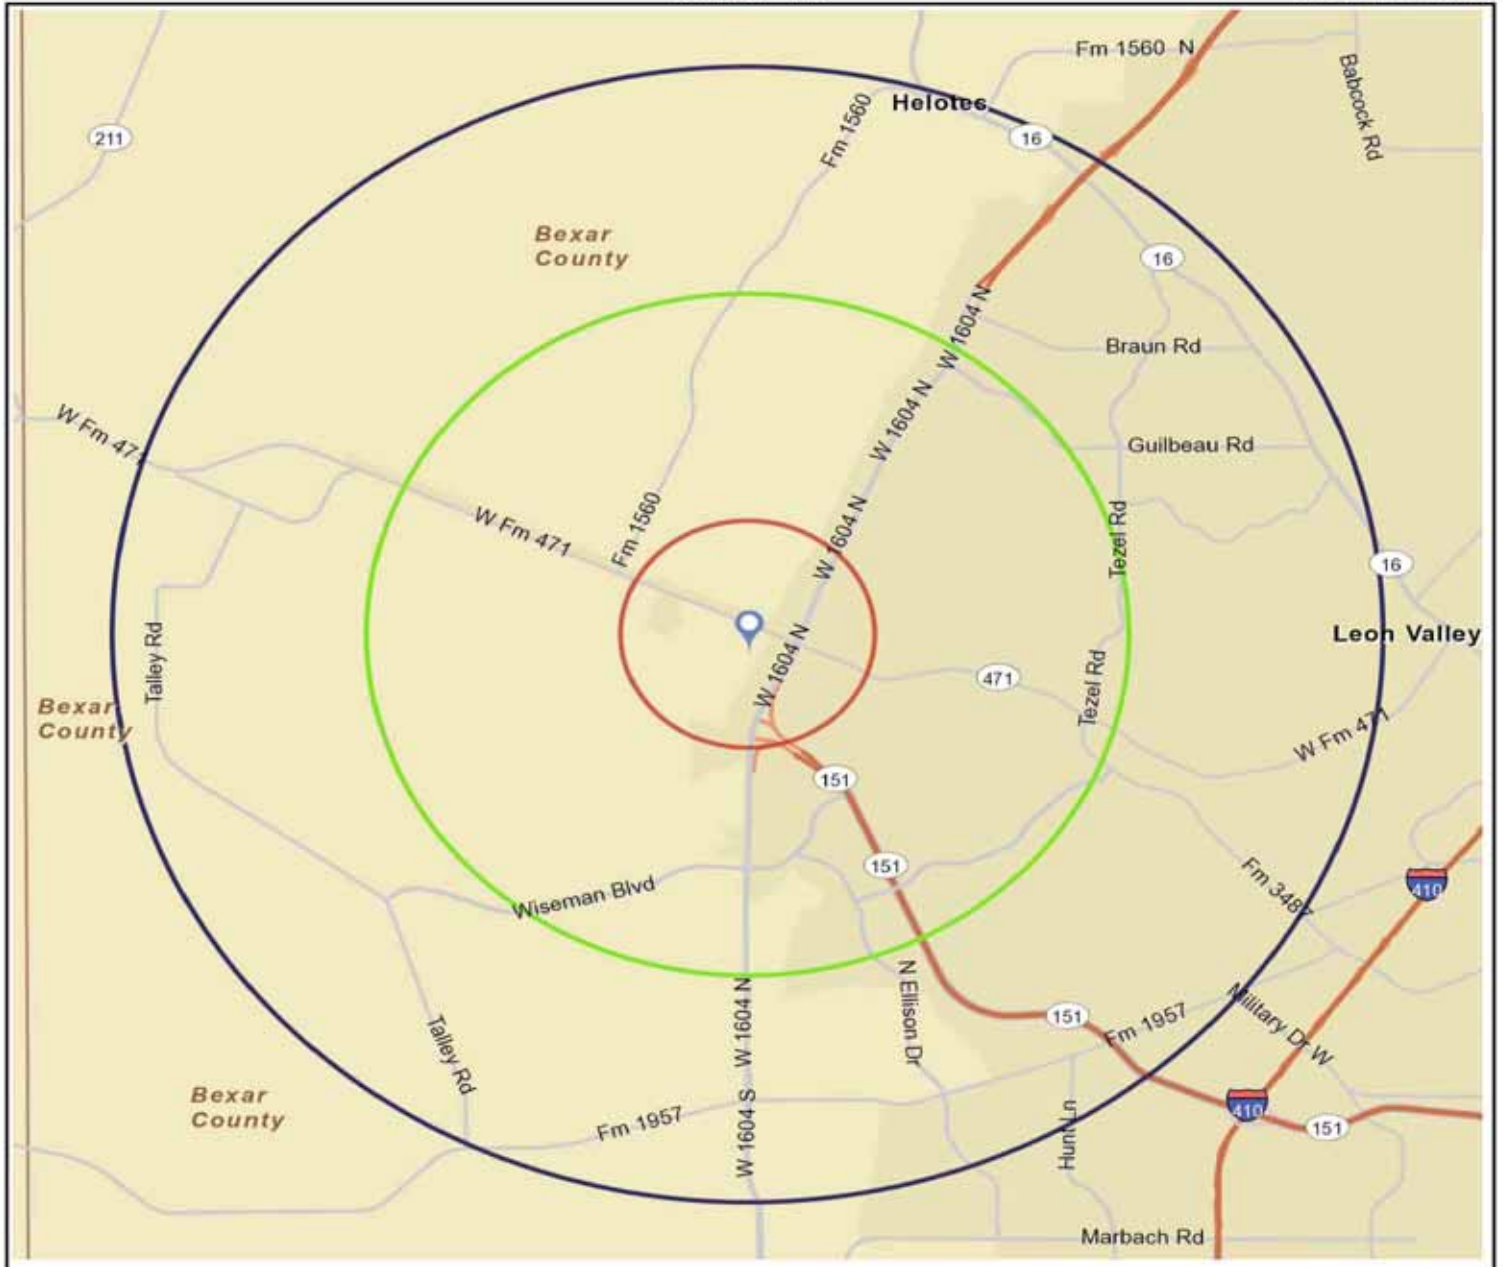 Fm 1560 N
Babcock Rd
Helotes
Fm 1560
16
211
Bexar
County
16
W 1604 N
Braun Rd
W 1604 N
W Fm 471
Guilbeau Rd
W Fm 471
Fm 1560
W 1604 N
Tezel Rd
16
Leon Valley
W 1604 N
Talley Rd
471
Tezel Rd
Bexar
County
W Fm 471
151
151
Wiseman Blvd
Fm 3487
410
N Ellison Dr
W 1604 N
151
Fm 1957
Military Dr W
Talley Rd
Bexar
County
W 1604 S
Fm 1957
Hunt Ln
410
151
Marbach Rd